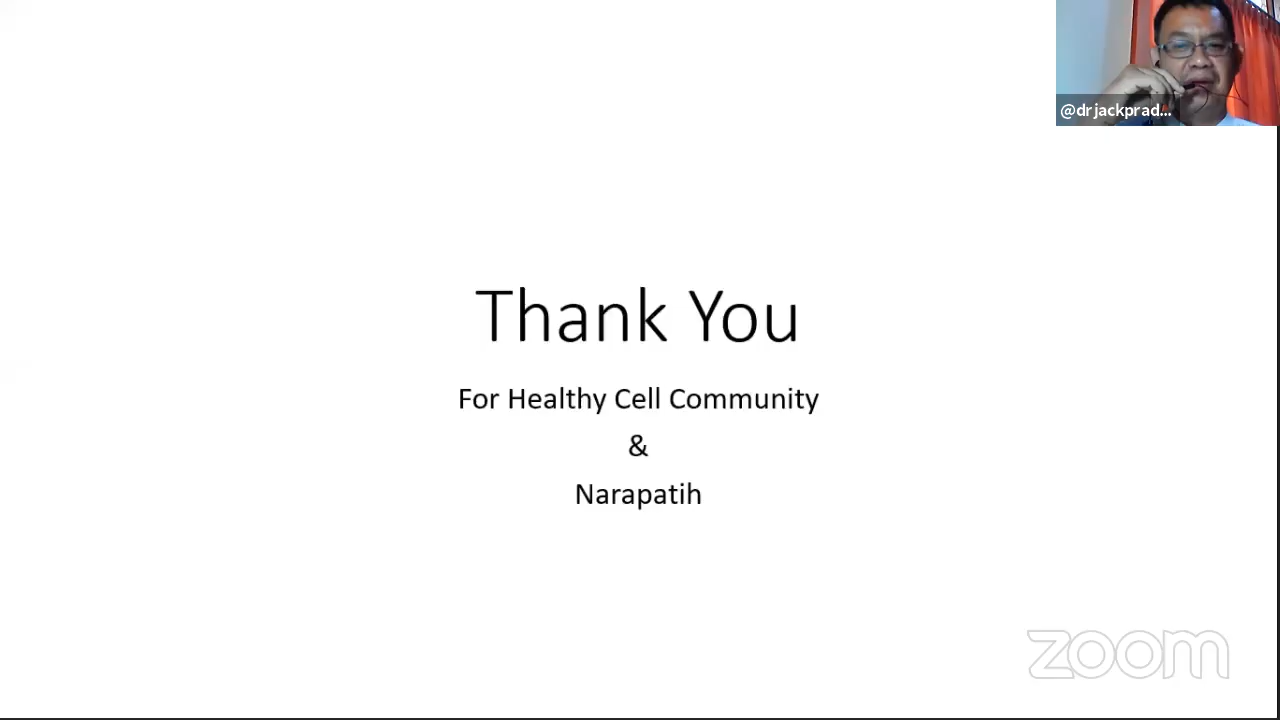 @drjackprad...
Thank You
For Healthy Cell Community
&
Narapatih
zoom